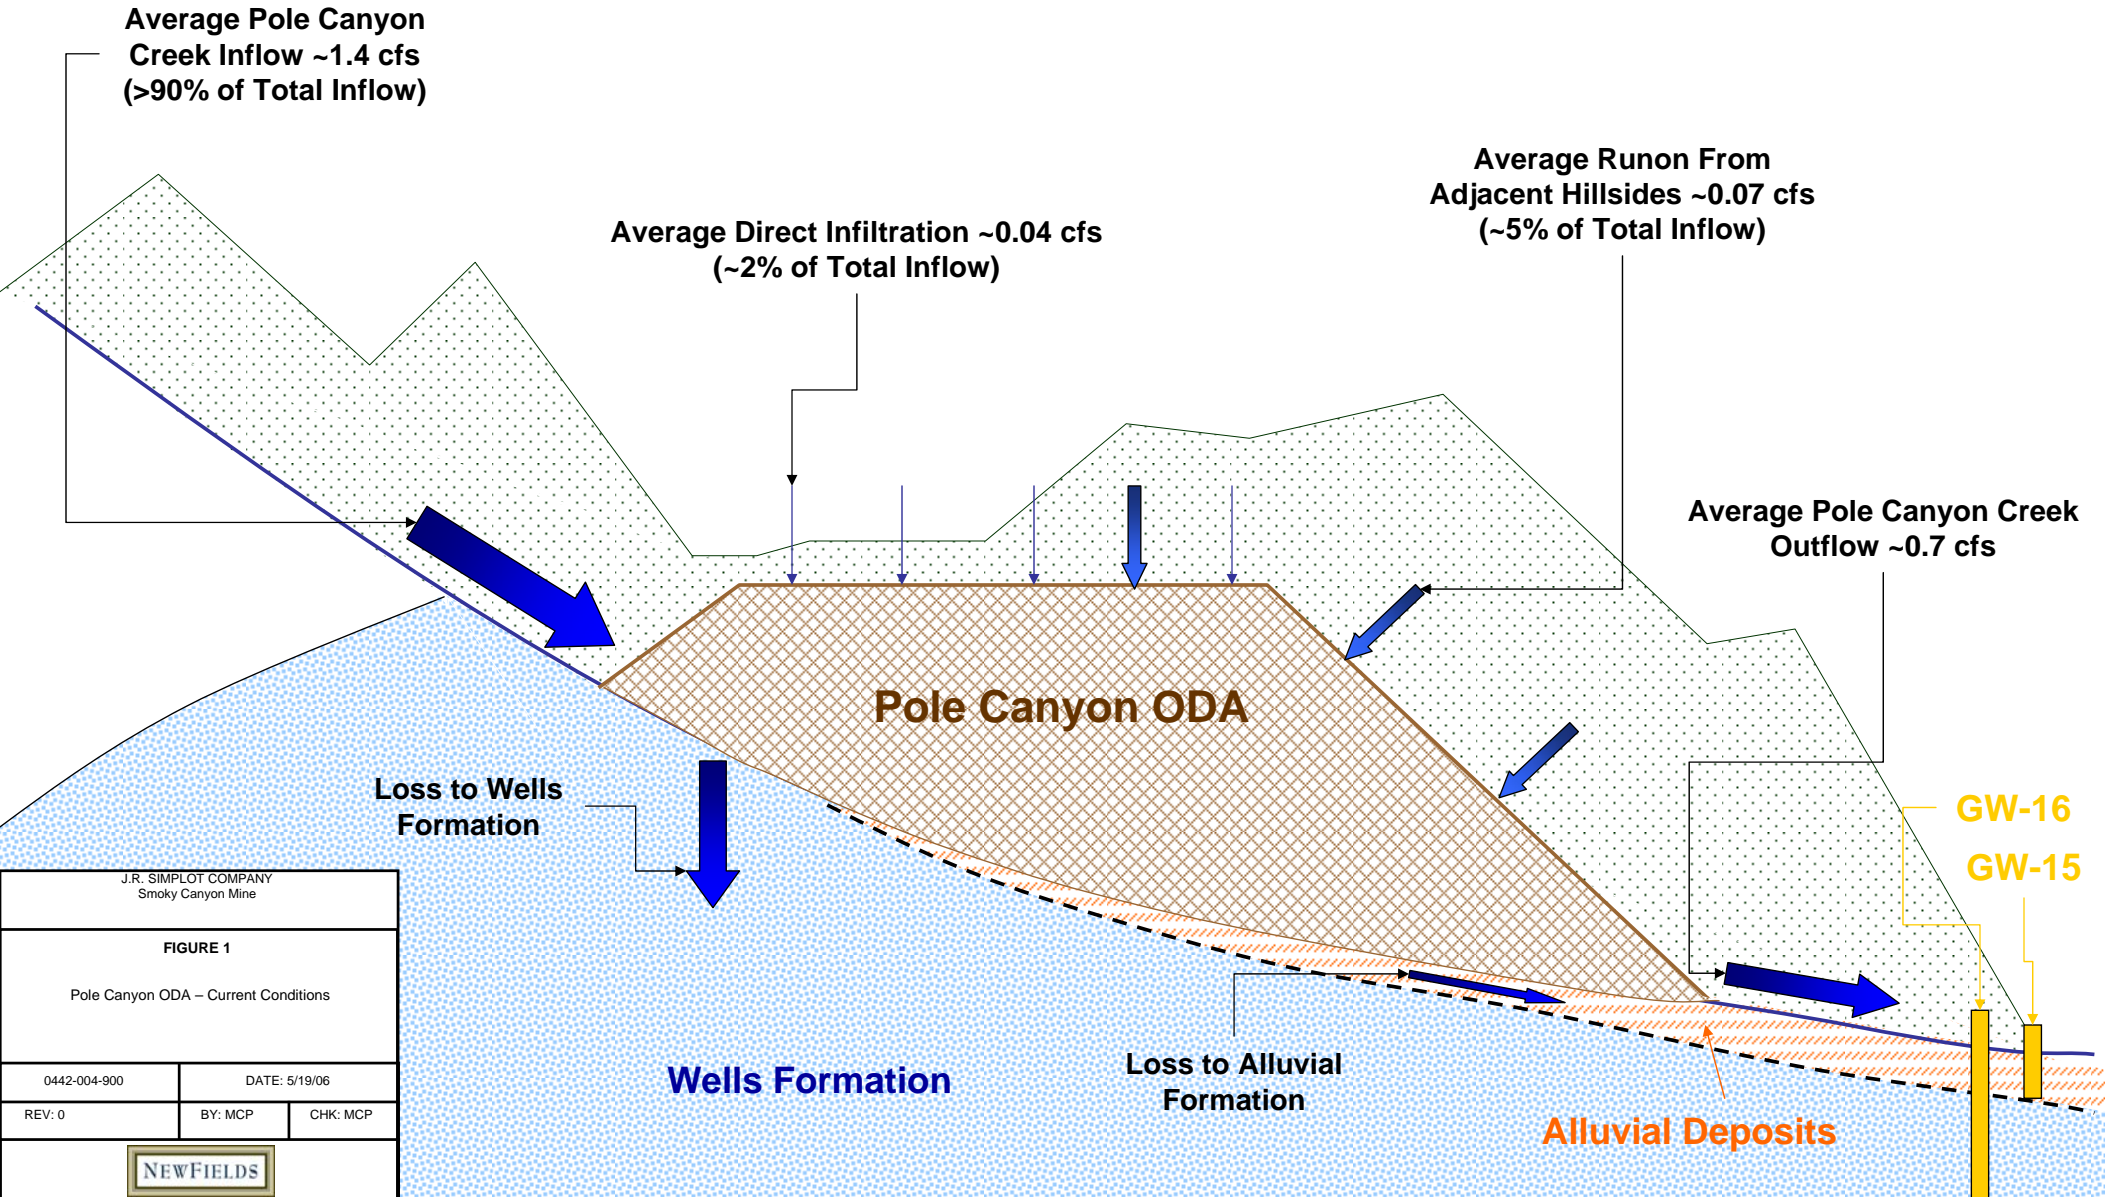 Average Pole Canyon
Creek Inflow ~1.4 cfs
(>90% of Total Inflow)
Average Runon From
Adjacent Hillsides ~0.07 cfs
(~5% of Total Inflow)
Average Direct Infiltration ~0.04 cfs
(~2% of Total Inflow)
Average Pole Canyon Creek
Outflow ~0.7 cfs
Pole Canyon ODA
Loss to Wells
Formation
GW-16
GW-15
J.R. SIMPLOT COMPANY
Smoky Canyon Mine
FIGURE 1
Pole Canyon ODA – Current Conditions
0442-004-900
DATE: 5/19/06
REV: 0
BY: MCP
CHK: MCP
NEWFIELDS
Wells Formation
Loss to Alluvial
Formation
Alluvial Deposits